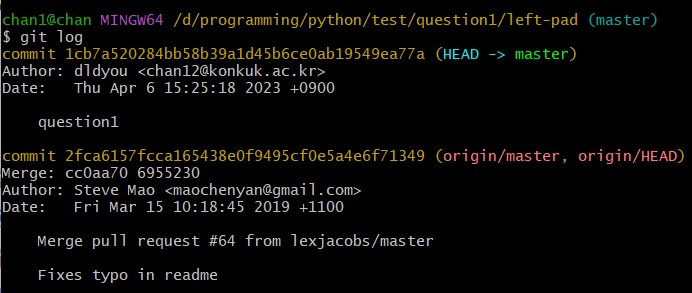 chan1@chan MINGW64 /d/programming/python/test/question1/left-pad (master)
$ git log
commit 1cb7a520284bb58b39a1d45b6ce0ab19549ea77a (HEAD -> master)
Author: dldyou <chan12@konkuk.ac.kr>
Date:   Thu Apr 6 15:25:18 2023 +0900
    question1
commit 2fca6157fcca165438e0f9495cf0e5a4e6f71349 (origin/master, origin/HEAD)
Merge: cc0aa70 6955230
Author: Steve Mao <maochenyan@gmail.com>
Date:   Fri Mar 15 10:18:45 2019 +1100
    Merge pull request #64 from lexjacobs/master
    Fixes typo in readme